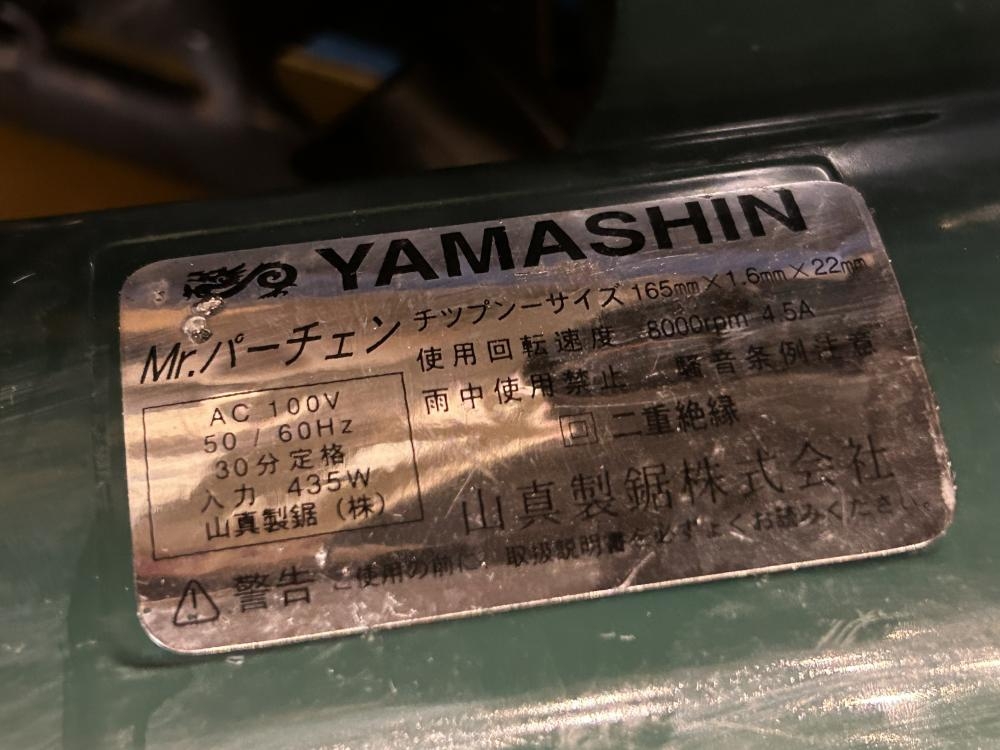 YAMASHIN
Mr.パーチェン
チップソーサイズ 165mm×1.6mm×22mm
使用回転速度 8000rpm 4.5A
雨中使用禁止 騒音条例注意
回 二重絶縁
AC 100V
50 / 60Hz
30分定格
入力 435W
山真製鋸(株)
山真製鋸株式会社
警告 ご使用の前に 取扱説明書を必ずよくお読みください。